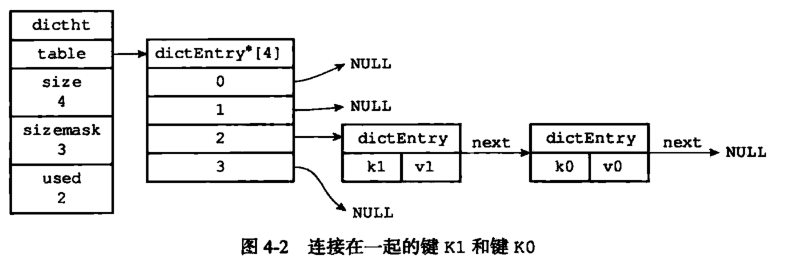 dictht
table
size
4
sizemask
3
used
2
dictEntry*[4]
0
1
2
3
NULL
NULL
dictEntry
k1 v1
next
dictEntry
k0 v0
next
NULL
NULL
图 4-2 连接在一起的键 K1 和键 K0